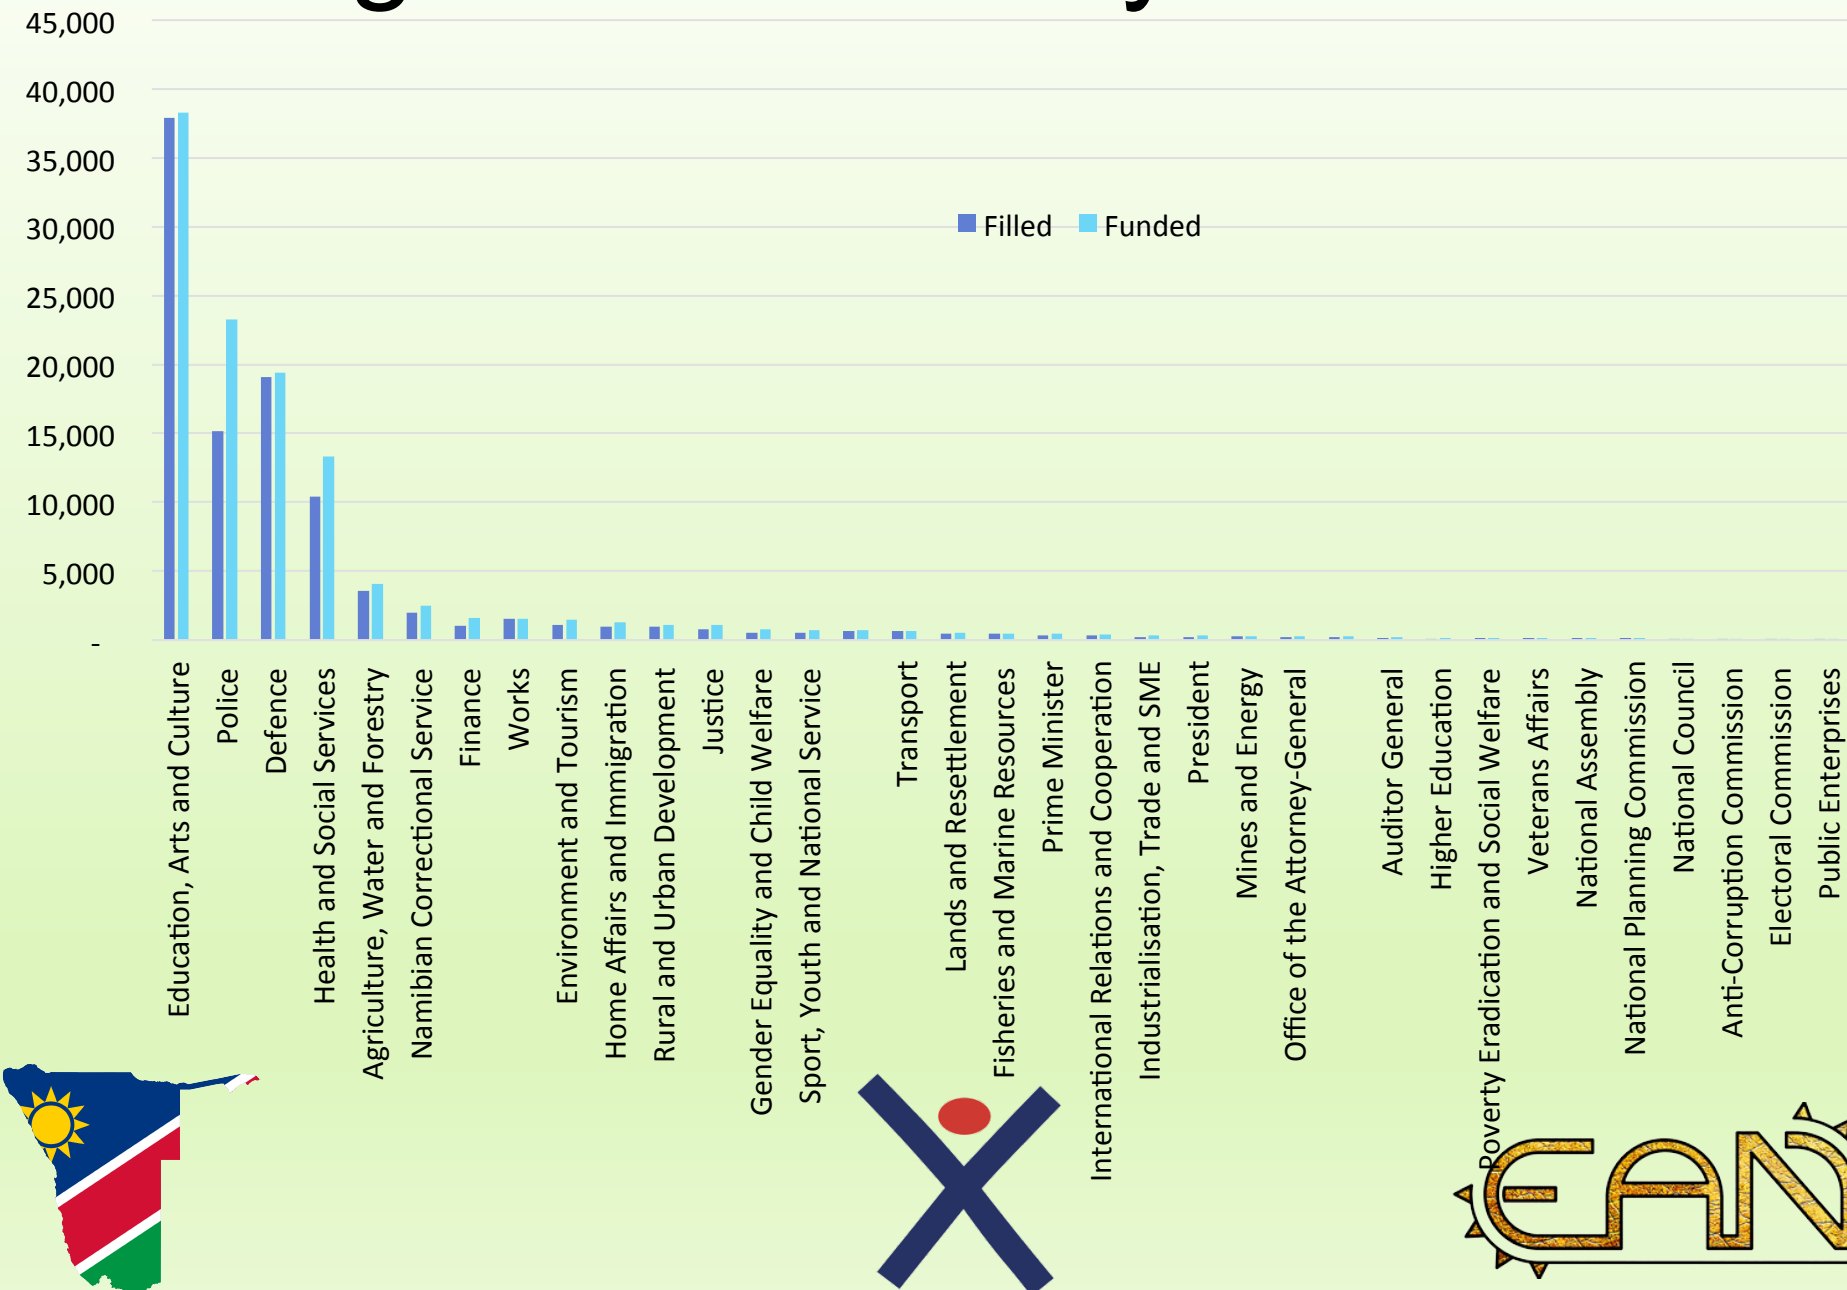 45,000
40,000
35,000
30,000
25,000
20,000
15,000
10,000
5,000
-
Filled
Funded
Education, Arts and Culture
Police
Defence
Health and Social Services
Agriculture, Water and Forestry
Namibian Correctional Service
Finance
Works
Environment and Tourism
Home Affairs and Immigration
Rural and Urban Development
Justice
Gender Equality and Child Welfare
Sport, Youth and National Service
Transport
Lands and Resettlement
Fisheries and Marine Resources
Prime Minister
International Relations and Cooperation
Industrialisation, Trade and SME
President
Mines and Energy
Office of the Attorney-General
Auditor General
Higher Education
Poverty Eradication and Social Welfare
Veterans Affairs
National Assembly
National Planning Commission
National Council
Anti-Corruption Commission
Electoral Commission
Public Enterprises
EAN